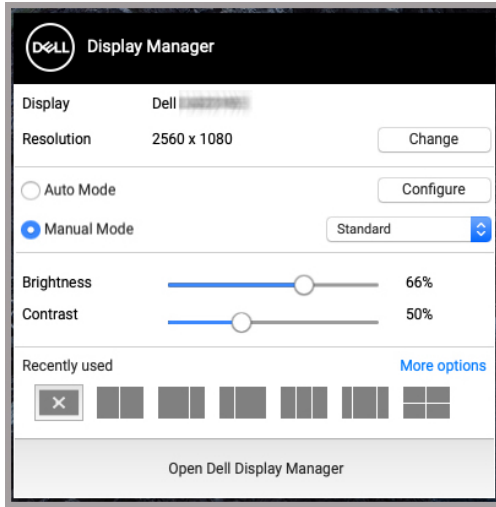 DELL Display Manager
Display Dell
Resolution 2560 x 1080 Change
Auto Mode Configure
Manual Mode Standard
Brightness 66%
Contrast 50%
Recently used More options
Open Dell Display Manager